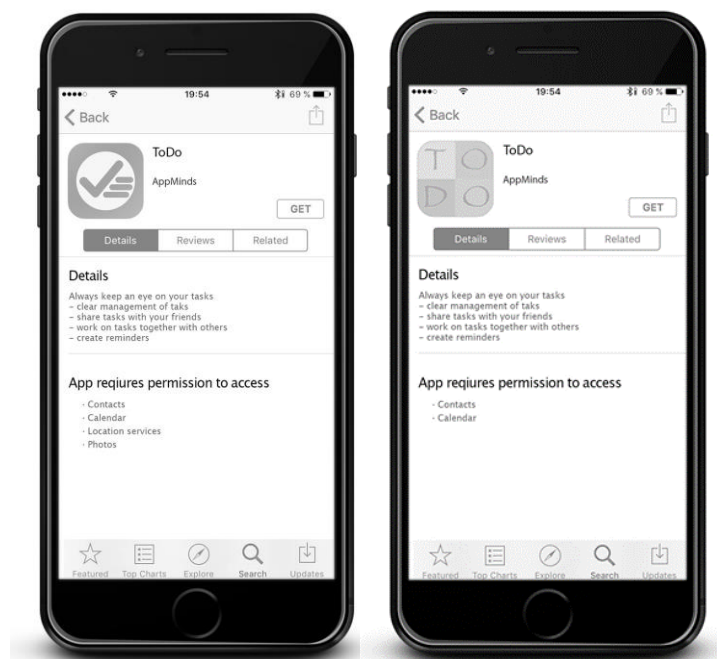 19:54
69 %
Back
ToDo
AppMinds
GET
Details Reviews Related
Details
Always keep an eye on your tasks
– clear management of taks
– share tasks with your friends
– work on tasks together with others
– create reminders
App reqiures permission to access
· Contacts
· Calendar
· Location services
· Photos
Featured Top Charts Explore Search Updates
19:54
69 %
Back
T O
D O
ToDo
AppMinds
GET
Details Reviews Related
Details
Always keep an eye on your tasks
– clear management of taks
– share tasks with your friends
– work on tasks together with others
– create reminders
App reqiures permission to access
· Contacts
· Calendar
Featured Top Charts Explore Search Updates